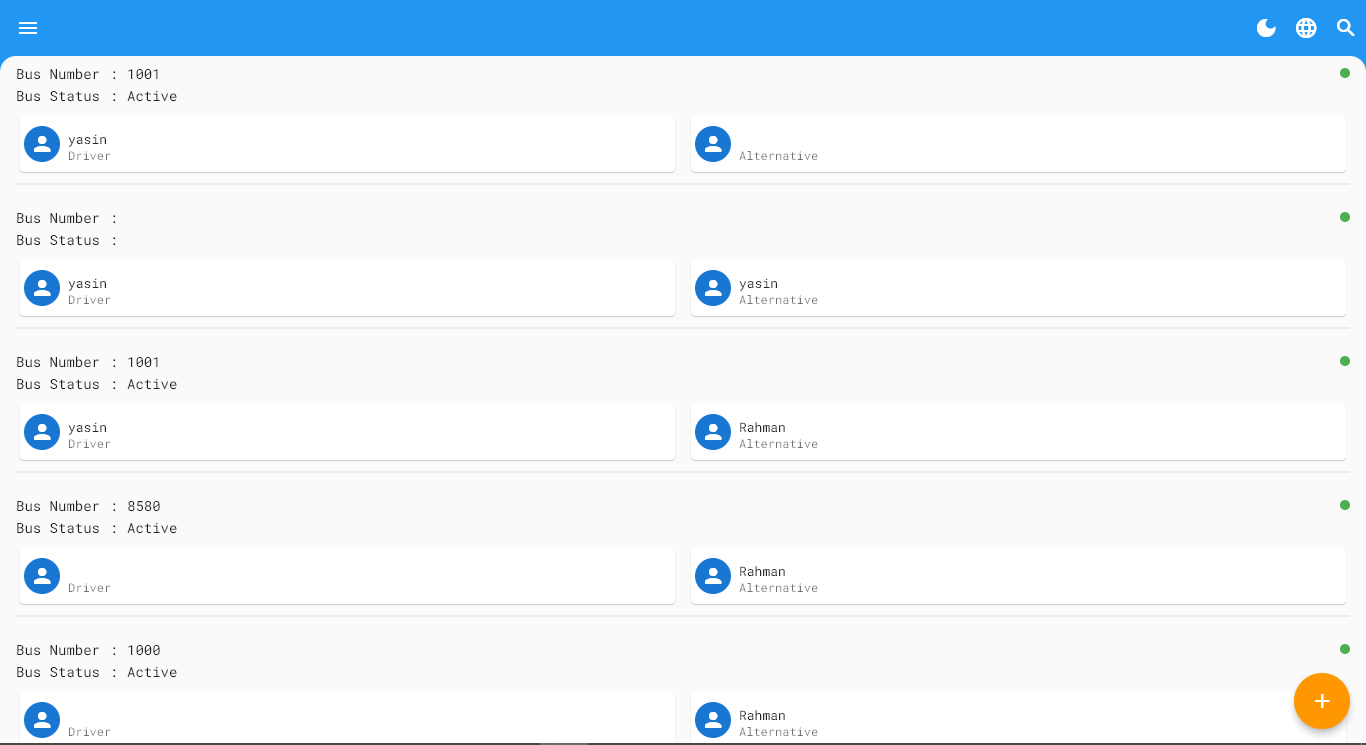 Bus Number : 1001
Bus Status : Active
yasin
Driver
Alternative
Bus Number :
Bus Status :
yasin
Driver
yasin
Alternative
Bus Number : 1001
Bus Status : Active
yasin
Driver
Rahman
Alternative
Bus Number : 8580
Bus Status : Active
Driver
Rahman
Alternative
Bus Number : 1000
Bus Status : Active
Driver
Rahman
Alternative